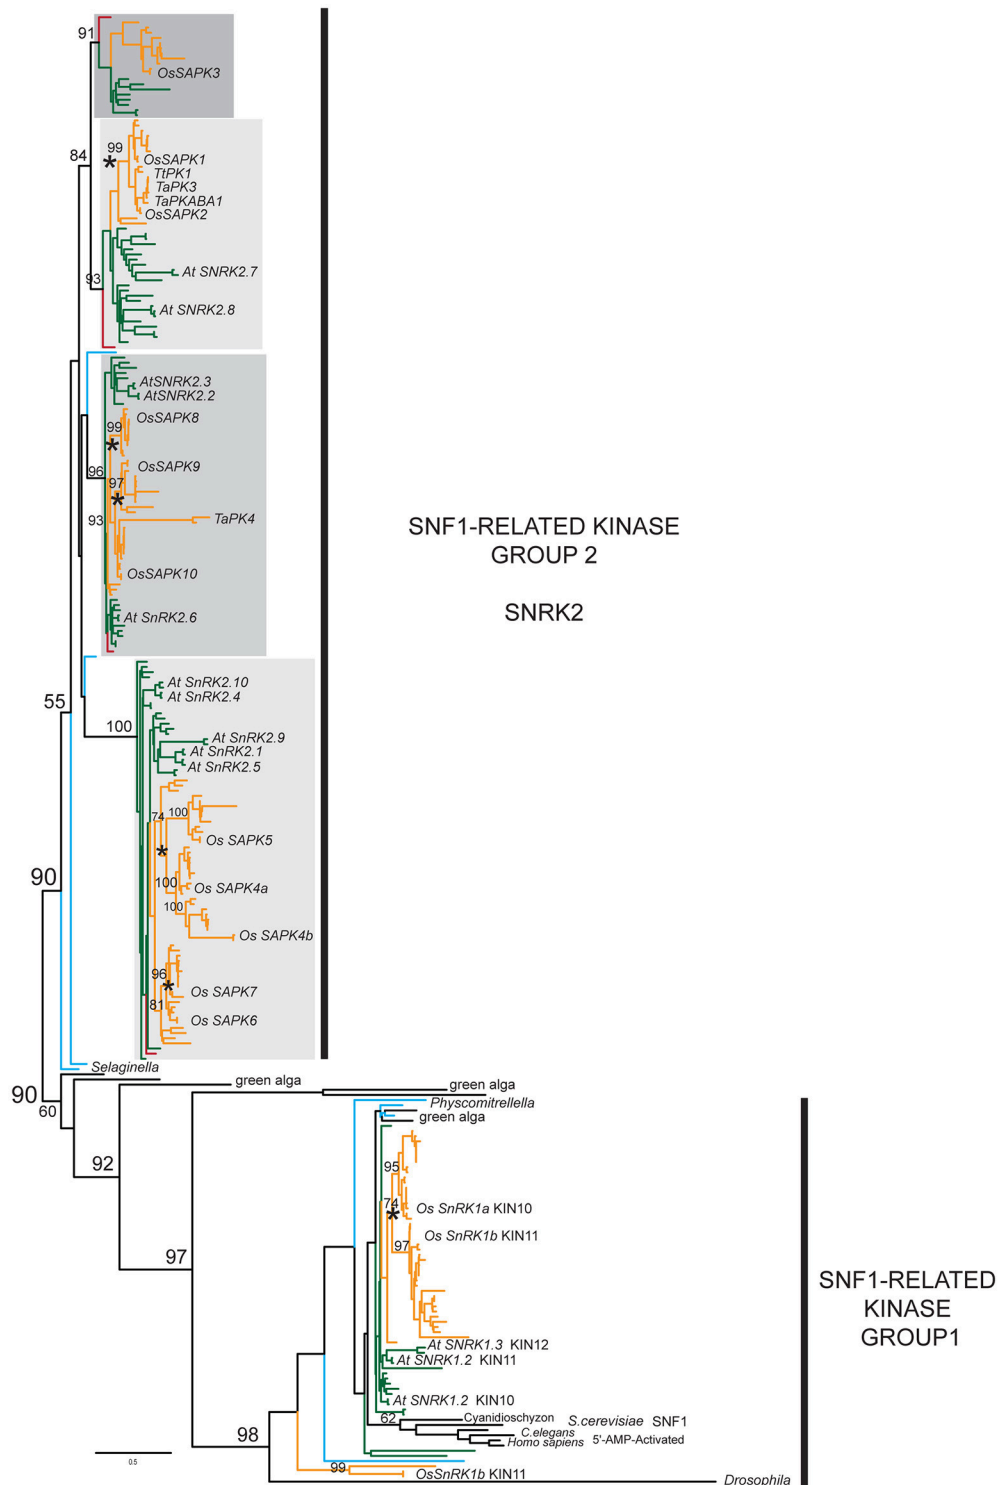 91
OsSAPK3
84
99
*
OsSAPK1
TtPK1
TaPK3
TaPKABA1
OsSAPK2
At SNRK2.7
93
At SNRK2.8
AtSNRK2.3
AtSNRK2.2
OsSAPK8
99
*
OsSAPK9
96
97
*
93
TaPK4
OsSAPK10
At SnRK2.6
SNF1-RELATED KINASE
GROUP 2
SNRK2
55
At SnRK2.10
At SnRK2.4
100
At SnRK2.9
At SnRK2.1
At SnRK2.5
74
100
Os SAPK5
*
100
Os SAPK4a
90
100
Os SAPK4b
96
*
Os SAPK7
81
Os SAPK6
Selaginella
green alga
green alga
90
60
Physcomitrellella
green alga
92
95
74
*
Os SnRK1a KIN10
Os SnRK1b KIN11
97
97
SNF1-RELATED
KINASE
GROUP1
At SNRK1.3 KIN12
At SNRK1.2 KIN11
At SNRK1.2 KIN10
62
Cyanidioschyzon
S.cerevisiae SNF1
C.elegans
Homo sapiens 5'-AMP-Activated
98
99
OsSnRK1b KIN11
Drosophila
0.5